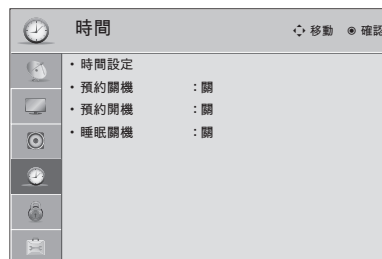 時間 移動 確認
・時間設定
・預約關機 ：關
・預約開機 ：關
・睡眠關機 ：關